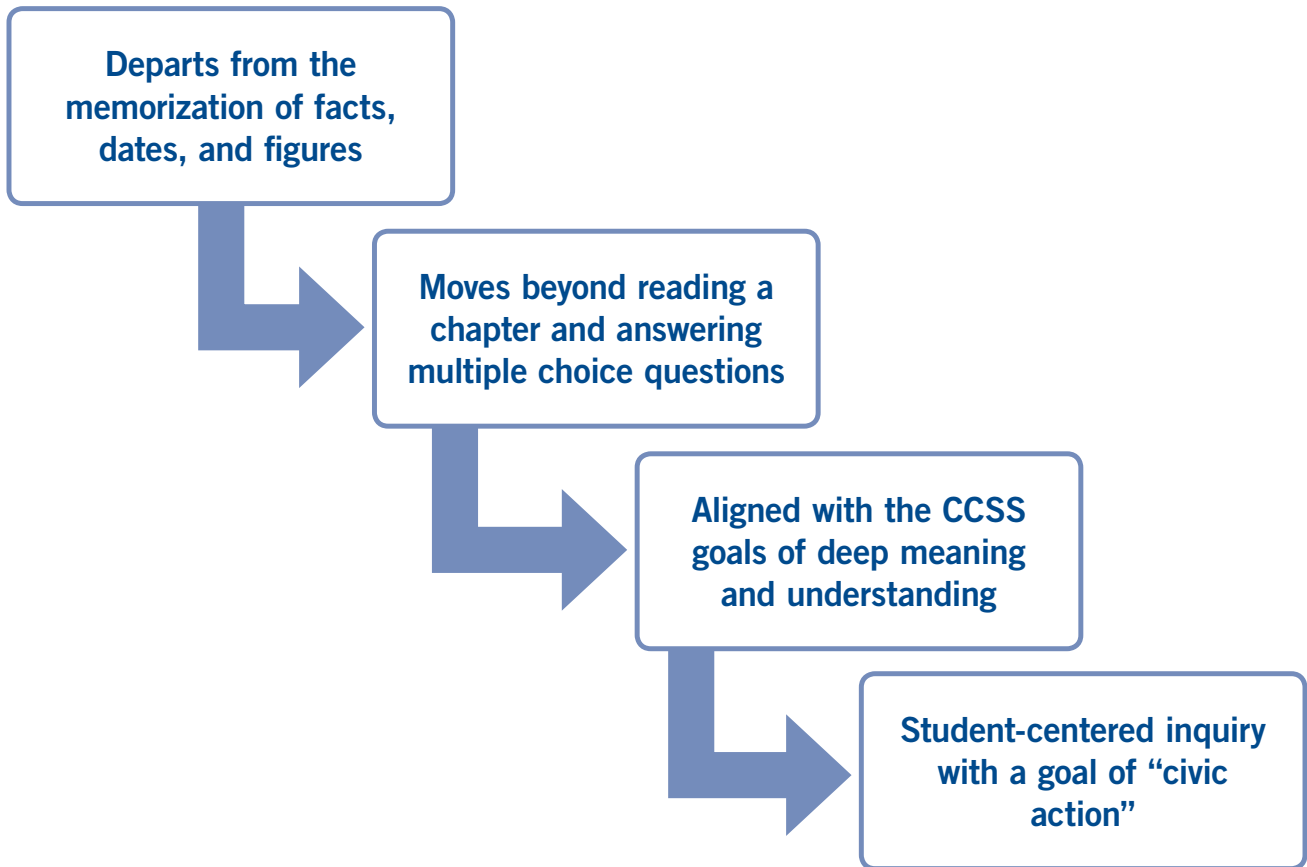 Departs from the
memorization of facts,
dates, and figures
Moves beyond reading a
chapter and answering
multiple choice questions
Aligned with the CCSS
goals of deep meaning
and understanding
Student-centered inquiry
with a goal of “civic
action”